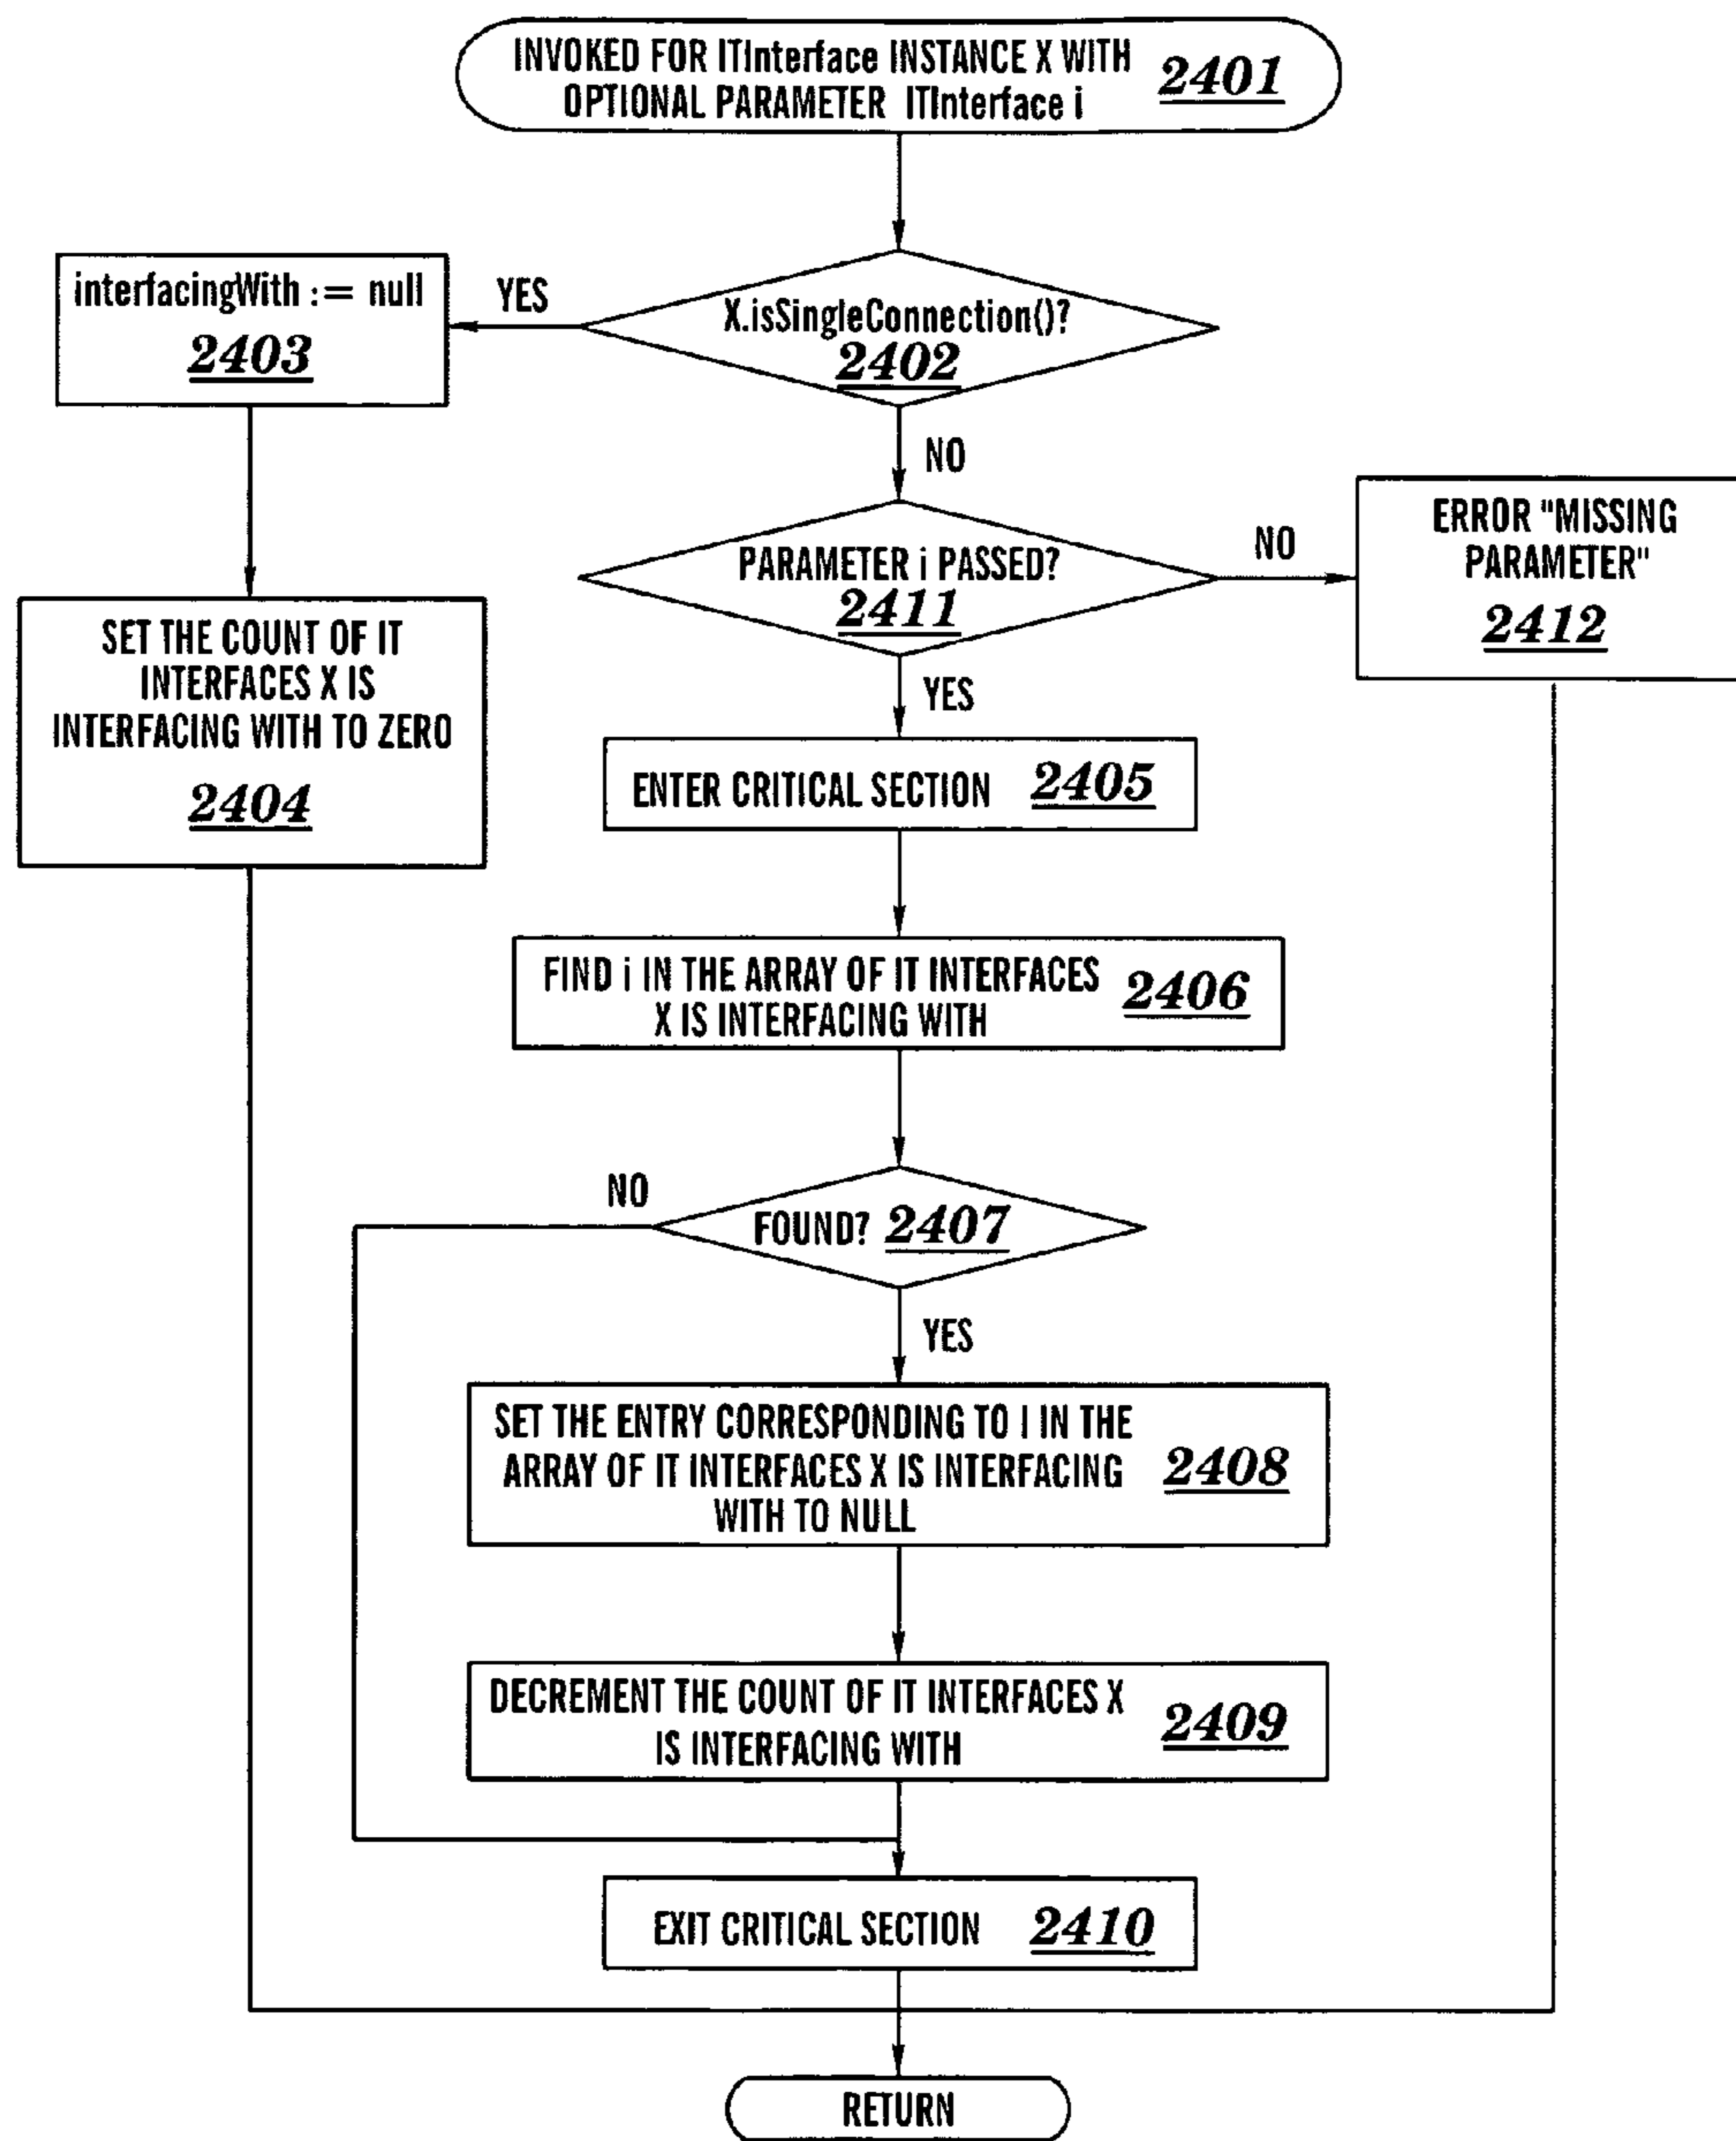 INVOKED FOR ITInterface INSTANCE X WITH
OPTIONAL PARAMETER ITInterface i
2401
interfacingWith := null
2403
YES
X.isSingleConnection()?
2402
NO
SET THE COUNT OF IT
INTERFACES X IS
INTERFACING WITH TO ZERO
2404
PARAMETER i PASSED?
2411
NO
ERROR "MISSING
PARAMETER"
2412
YES
ENTER CRITICAL SECTION 2405
FIND i IN THE ARRAY OF IT INTERFACES
X IS INTERFACING WITH
2406
NO
FOUND? 2407
YES
SET THE ENTRY CORRESPONDING TO I IN THE
ARRAY OF IT INTERFACES X IS INTERFACING
WITH TO NULL
2408
DECREMENT THE COUNT OF IT INTERFACES X
IS INTERFACING WITH
2409
EXIT CRITICAL SECTION 2410
RETURN